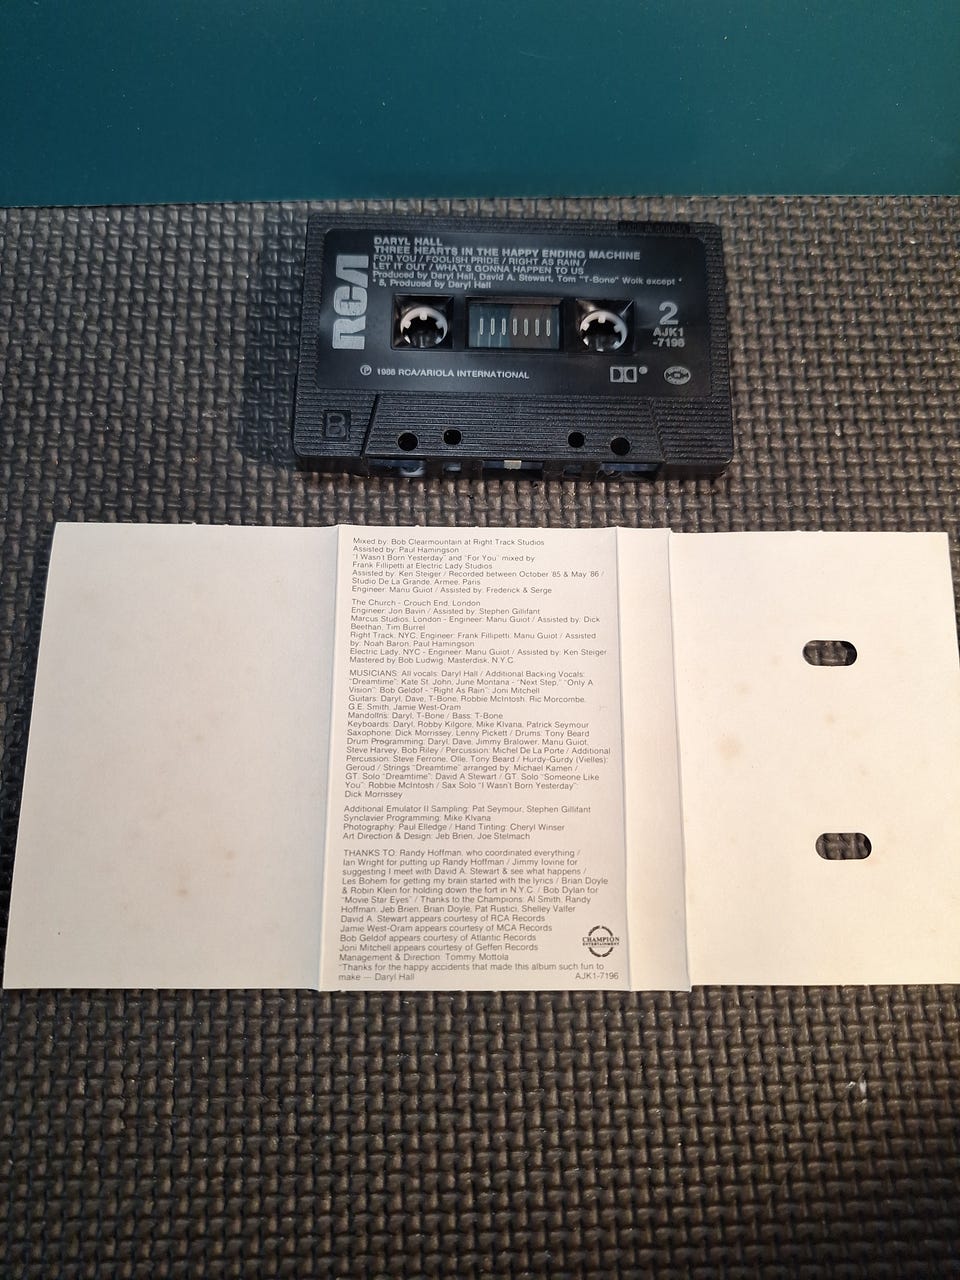 DARYL HALL
THREE HEARTS IN THE HAPPY ENDING MACHINE
FOR YOU / FOOLISH PRIDE / RIGHT AS RAIN /
LET IT OUT / WHAT'S GONNA HAPPEN TO US
Produced by Daryl Hall, David A. Stewart, Tom "T-Bone" Wolk except *
*&, Produced by Daryl Hall
RCA
2
AJK1
-7196
℗ 1986 RCA/ARIOLA INTERNATIONAL
B
Mixed by: Bob Clearmountain at Right Track Studios
Assisted by: Paul Hamingson
"I Wasn't Born Yesterday" and "For You" mixed by:
Frank Fillipetti at Electric Lady Studios
Assisted by: Ken Steiger / Recorded between October '85 & May '86 /
Studio De La Grande, Armee, Paris
Engineer: Manu Guiot / Assisted by: Frederick & Serge
The Church - Crouch End, London
Engineer: Jon Bavin / Assisted by: Stephen Gillifant
Marcus Studios, London - Engineer: Manu Guiot / Assisted by: Dick
Beethan, Tim Burrel
Right Track, NYC, Engineer: Frank Fillipetti, Manu Guiot / Assisted
by: Noah Baron, Paul Hamingson
Electric Lady, NYC - Engineer: Manu Guiot / Assisted by: Ken Steiger
Mastered by Bob Ludwig, Masterdisk, N.Y.C.
MUSICIANS: All vocals: Daryl Hall / Additional Backing Vocals:
"Dreamtime": Kate St. John, June Montana - "Next Step," "Only A
Vision": Bob Geldof - "Right As Rain": Joni Mitchell
Guitars: Daryl, Dave, T-Bone, Robbie McIntosh, Ric Morcombe,
G.E. Smith, Jamie West-Oram
Mandolins: Daryl, T-Bone / Bass: T-Bone
Keyboards: Daryl, Robby Kilgore, Mike Klvana, Patrick Seymour
Saxophone: Dick Morrissey, Lenny Pickett / Drums: Tony Beard
Drum Programming: Daryl, Dave, Jimmy Bralower, Manu Guiot,
Steve Harvey, Bob Riley / Percussion: Michel De La Porte / Additional
Percussion: Steve Ferrone, Olle, Tony Beard / Hurdy-Gurdy (Vielles):
Geroud / Strings "Dreamtime" arranged by: Michael Kamen /
GT. Solo "Dreamtime": David A Stewart / GT. Solo "Someone Like
You": Robbie McIntosh / Sax Solo "I Wasn't Born Yesterday":
Dick Morrissey
Additional Emulator II Sampling: Pat Seymour, Stephen Gillifant
Synclavier Programming: Mike Klvana
Photography: Paul Elledge / Hand Tinting: Cheryl Winser
Art Direction & Design: Jeb Brien, Joe Stelmach
THANKS TO: Randy Hoffman, who coordinated everything /
Ian Wright for putting up Randy Hoffman / Jimmy Iovine for
suggesting I meet with David A. Stewart & see what happens /
Les Bohem for getting my brain started with the lyrics / Brian Doyle
& Robin Klein for holding down the fort in N.Y.C. / Bob Dylan for
"Movie Star Eyes" / Thanks to the Champions: Al Smith, Randy
Hoffman, Jeb Brien, Brian Doyle, Pat Rustici, Shelley Valfer
David A. Stewart appears courtesy of RCA Records
Jamie West-Oram appears courtesy of MCA Records
Bob Geldof appears courtesy of Atlantic Records
Joni Mitchell appears courtesy of Geffen Records
Management & Direction: Tommy Mottola
"Thanks for the happy accidents that made this album such fun to
make — Daryl Hall
CHAMPION
ENTERTAINMENT
AJK1-7196